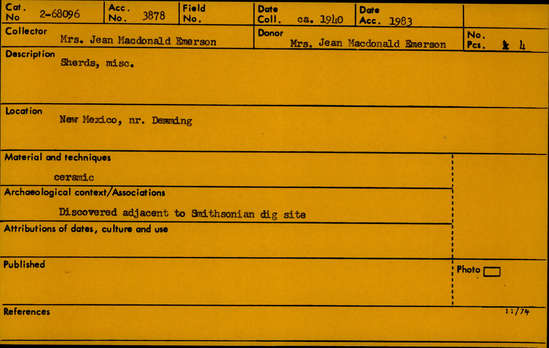 Cat. No 2-68096 Acc. No. 3878 Field No. Date Coll. ca. 1940 Date Acc. 1983
Collector Mrs. Jean Macdonald Emerson Donor Mrs. Jean Macdonald Emerson No. Pcs. 4
Description
Sherds, misc.
Location
New Mexico, nr. Demming
Material and techniques
ceramic
Archaeological context/Associations
Discovered adjacent to Smithsonian dig site
Attributions of dates, culture and use
Published
Photo
References
11/74